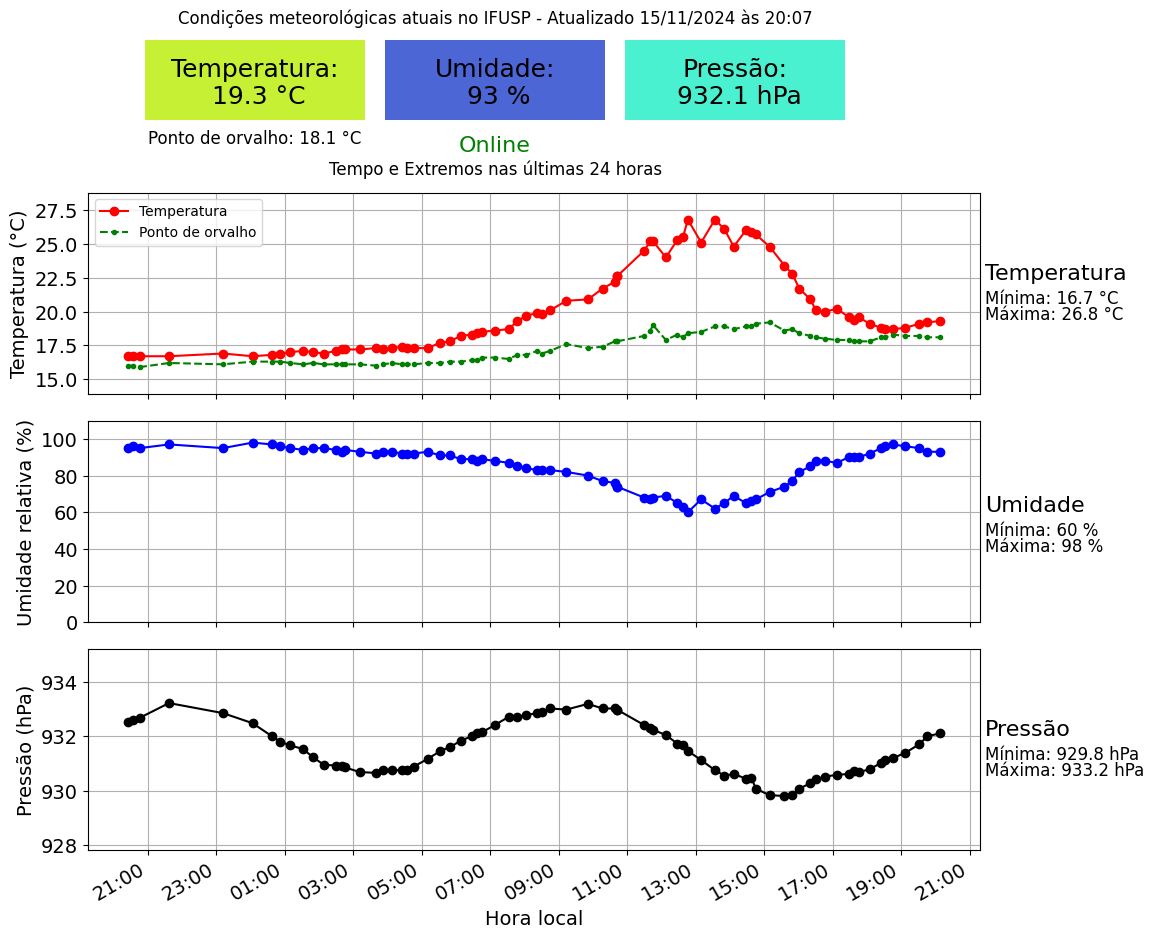 Condições meteorológicas atuais no IFUSP - Atualizado 15/11/2024 às 20:07
Temperatura:
19.3 °C
Umidade:
93 %
Pressão:
932.1 hPa
Ponto de orvalho: 18.1 °C
Online
Tempo e Extremos nas últimas 24 horas
Temperatura (°C)
27.5
25.0
22.5
20.0
17.5
15.0
Temperatura
Ponto de orvalho
Temperatura
Mínima: 16.7 °C
Máxima: 26.8 °C
Umidade relativa (%)
100
80
60
40
20
0
Umidade
Mínima: 60 %
Máxima: 98 %
Pressão (hPa)
934
932
930
928
Pressão
Mínima: 929.8 hPa
Máxima: 933.2 hPa
21:00
23:00
01:00
03:00
05:00
07:00
09:00
11:00
13:00
15:00
17:00
19:00
21:00
Hora local